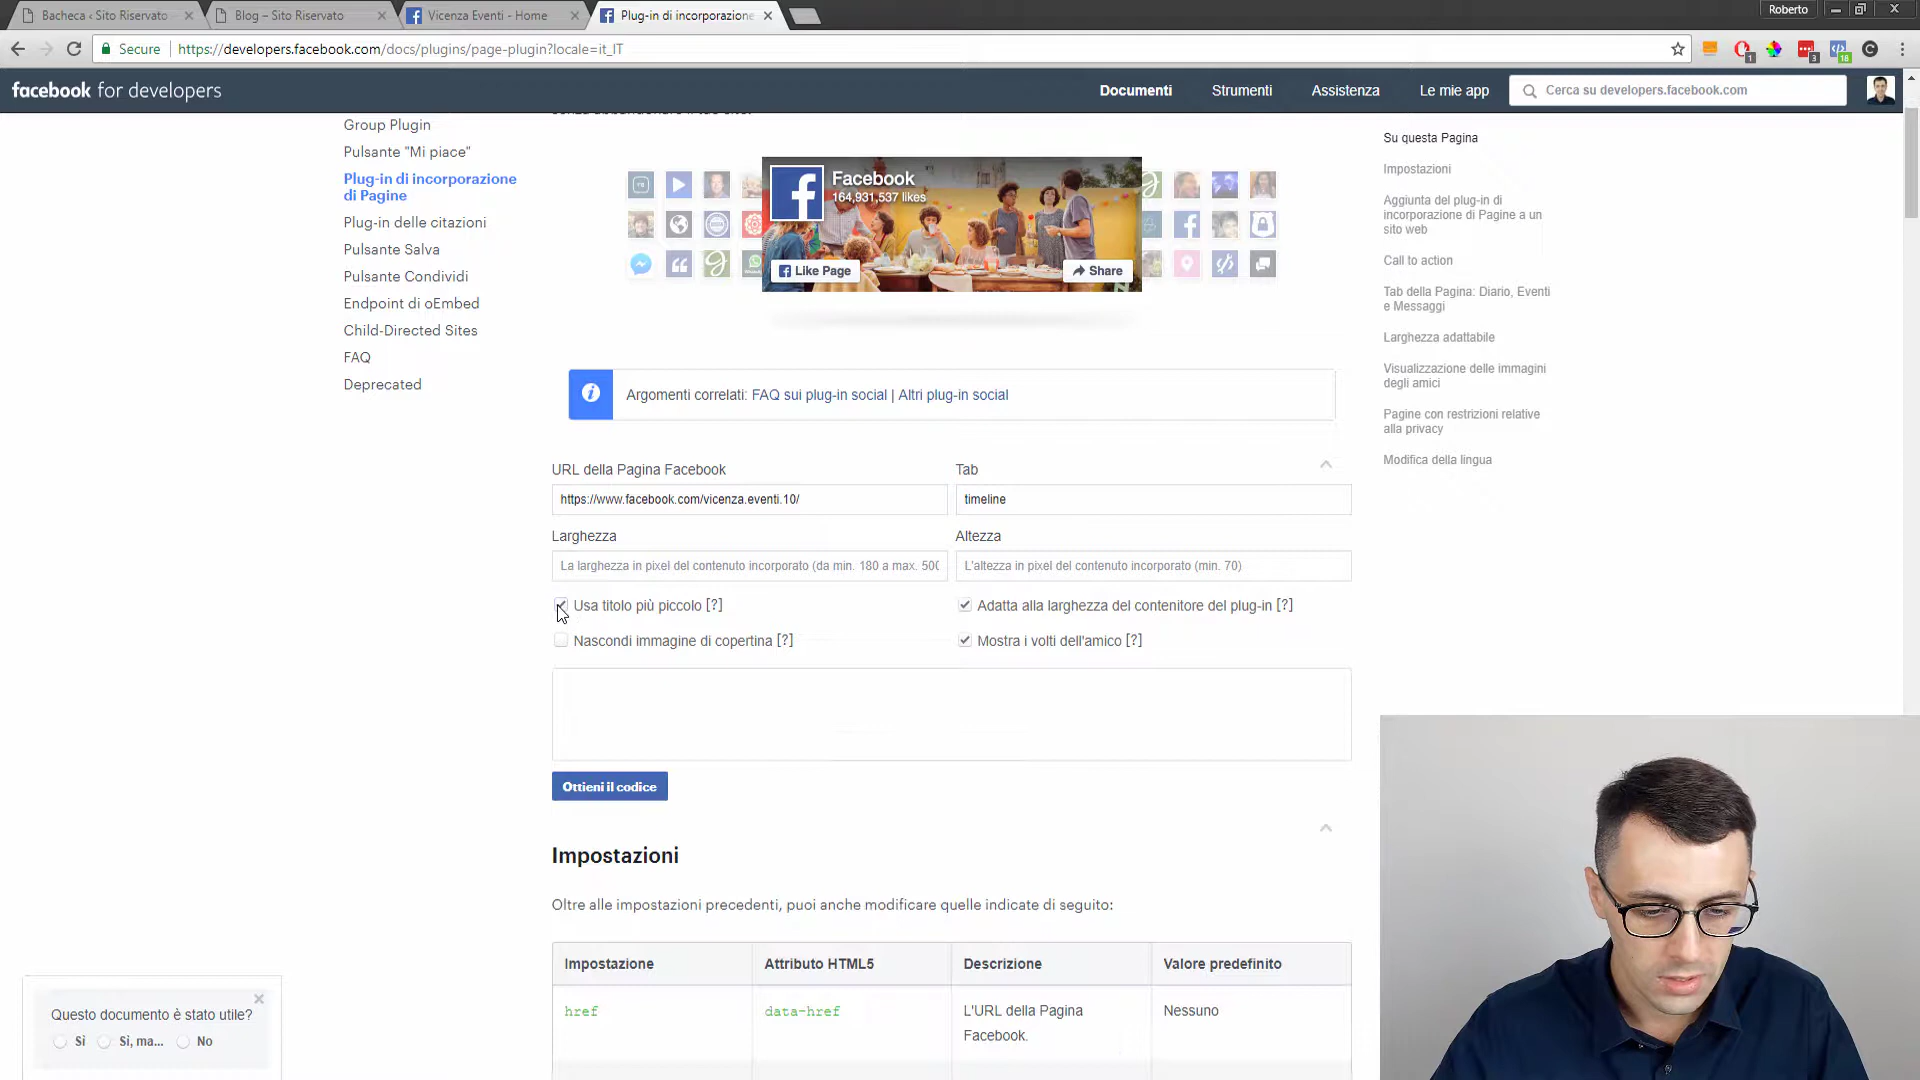 Bacheca ‹ Sito Riservato
Blog – Sito Riservato
Vicenza Eventi - Home
Plug-in di incorporazione
Roberto
Secure
https://developers.facebook.com/docs/plugins/page-plugin?locale=it_IT
1
3
18
facebook for developers
Documenti
Strumenti
Assistenza
Le mie app
Cerca su developers.facebook.com
Group Plugin
Pulsante "Mi piace"
Plug-in di incorporazione
di Pagine
Plug-in delle citazioni
Pulsante Salva
Pulsante Condividi
Endpoint di oEmbed
Child-Directed Sites
FAQ
Deprecated
Facebook
164,931,537 likes
Like Page
Share
Argomenti correlati: FAQ sui plug-in social | Altri plug-in social
URL della Pagina Facebook
Tab
https://www.facebook.com/vicenza.eventi.10/
timeline
Larghezza
Altezza
La larghezza in pixel del contenuto incorporato (da min. 180 a max. 500
L'altezza in pixel del contenuto incorporato (min. 70)
Usa titolo più piccolo [?]
Adatta alla larghezza del contenitore del plug-in [?]
Nascondi immagine di copertina [?]
Mostra i volti dell'amico [?]
Ottieni il codice
Impostazioni
Oltre alle impostazioni precedenti, puoi anche modificare quelle indicate di seguito:
Impostazione
Attributo HTML5
Descrizione
Valore predefinito
href
data-href
L'URL della Pagina
Facebook.
Nessuno
Su questa Pagina
Impostazioni
Aggiunta del plug-in di
incorporazione di Pagine a un
sito web
Call to action
Tab della Pagina: Diario, Eventi
e Messaggi
Larghezza adattabile
Visualizzazione delle immagini
degli amici
Pagine con restrizioni relative
alla privacy
Modifica della lingua
Questo documento è stato utile?
Sì
Sì, ma...
No